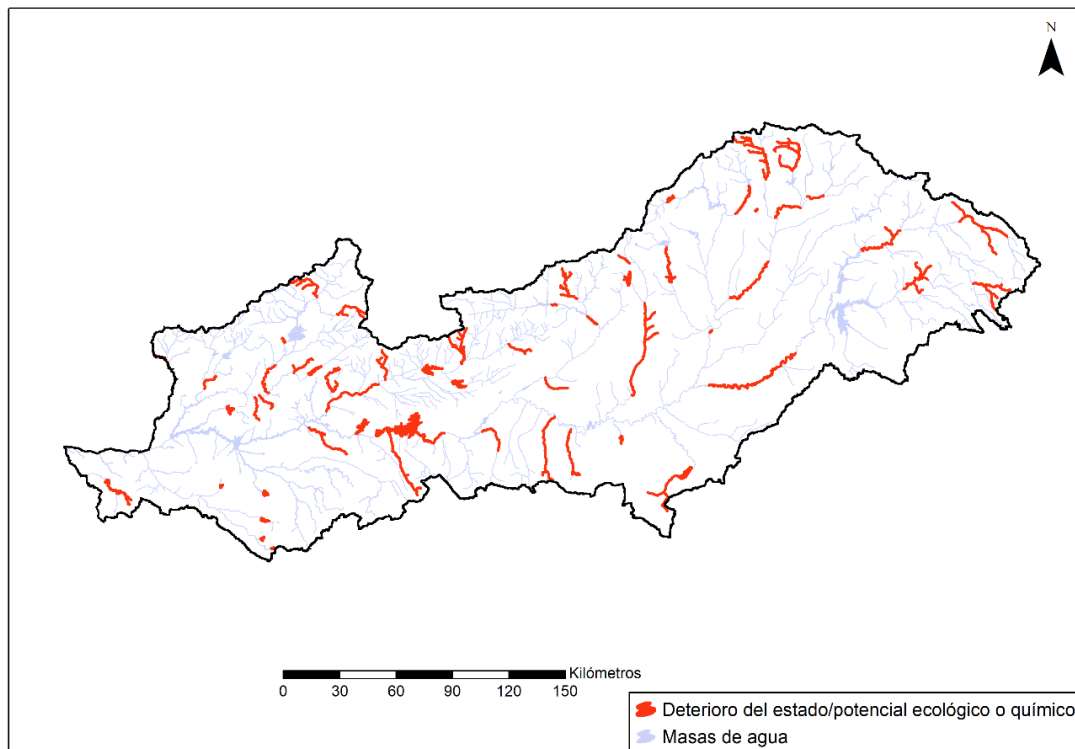 N
Kilómetros
0 30 60 90 120 150
Deterioro del estado/potencial ecológico o químico
Masas de agua